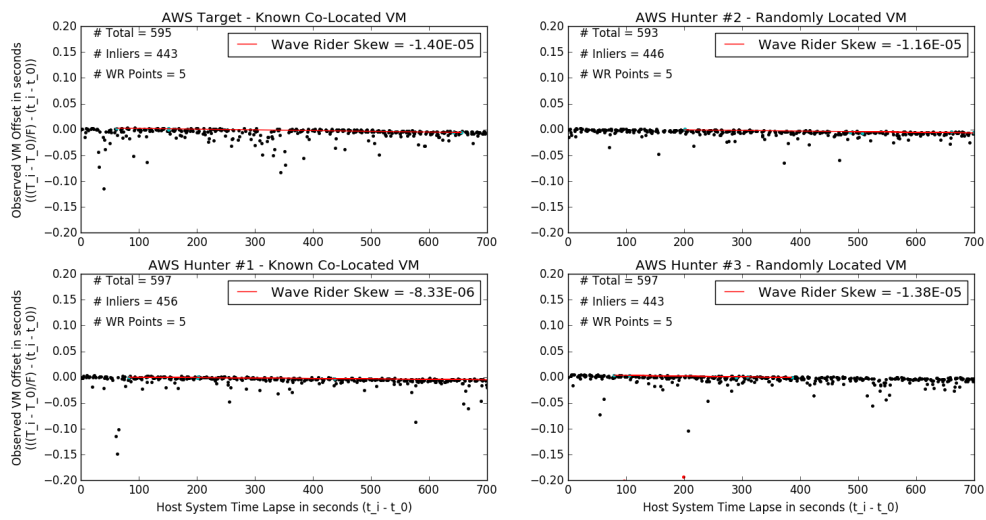 AWS Target - Known Co-Located VM
# Total = 595
# Inliers = 443
# WR Points = 5
Wave Rider Skew = -1.40E-05
Observed VM Offset in seconds
(((T_i - T_0)/F) - (t_i - t_0))
0.20
0.15
0.10
0.05
0.00
−0.05
−0.10
−0.15
−0.20
0 100 200 300 400 500 600 700
AWS Hunter #2 - Randomly Located VM
# Total = 593
# Inliers = 446
# WR Points = 5
Wave Rider Skew = -1.16E-05
0.20
0.15
0.10
0.05
0.00
−0.05
−0.10
−0.15
−0.20
0 100 200 300 400 500 600 700
AWS Hunter #1 - Known Co-Located VM
# Total = 597
# Inliers = 456
# WR Points = 5
Wave Rider Skew = -8.33E-06
Observed VM Offset in seconds
(((T_i - T_0)/F) - (t_i - t_0))
0.20
0.15
0.10
0.05
0.00
−0.05
−0.10
−0.15
−0.20
0 100 200 300 400 500 600 700
Host System Time Lapse in seconds (t_i - t_0)
AWS Hunter #3 - Randomly Located VM
# Total = 597
# Inliers = 443
# WR Points = 5
Wave Rider Skew = -1.38E-05
0.20
0.15
0.10
0.05
0.00
−0.05
−0.10
−0.15
−0.20
0 100 200 300 400 500 600 700
Host System Time Lapse in seconds (t_i - t_0)